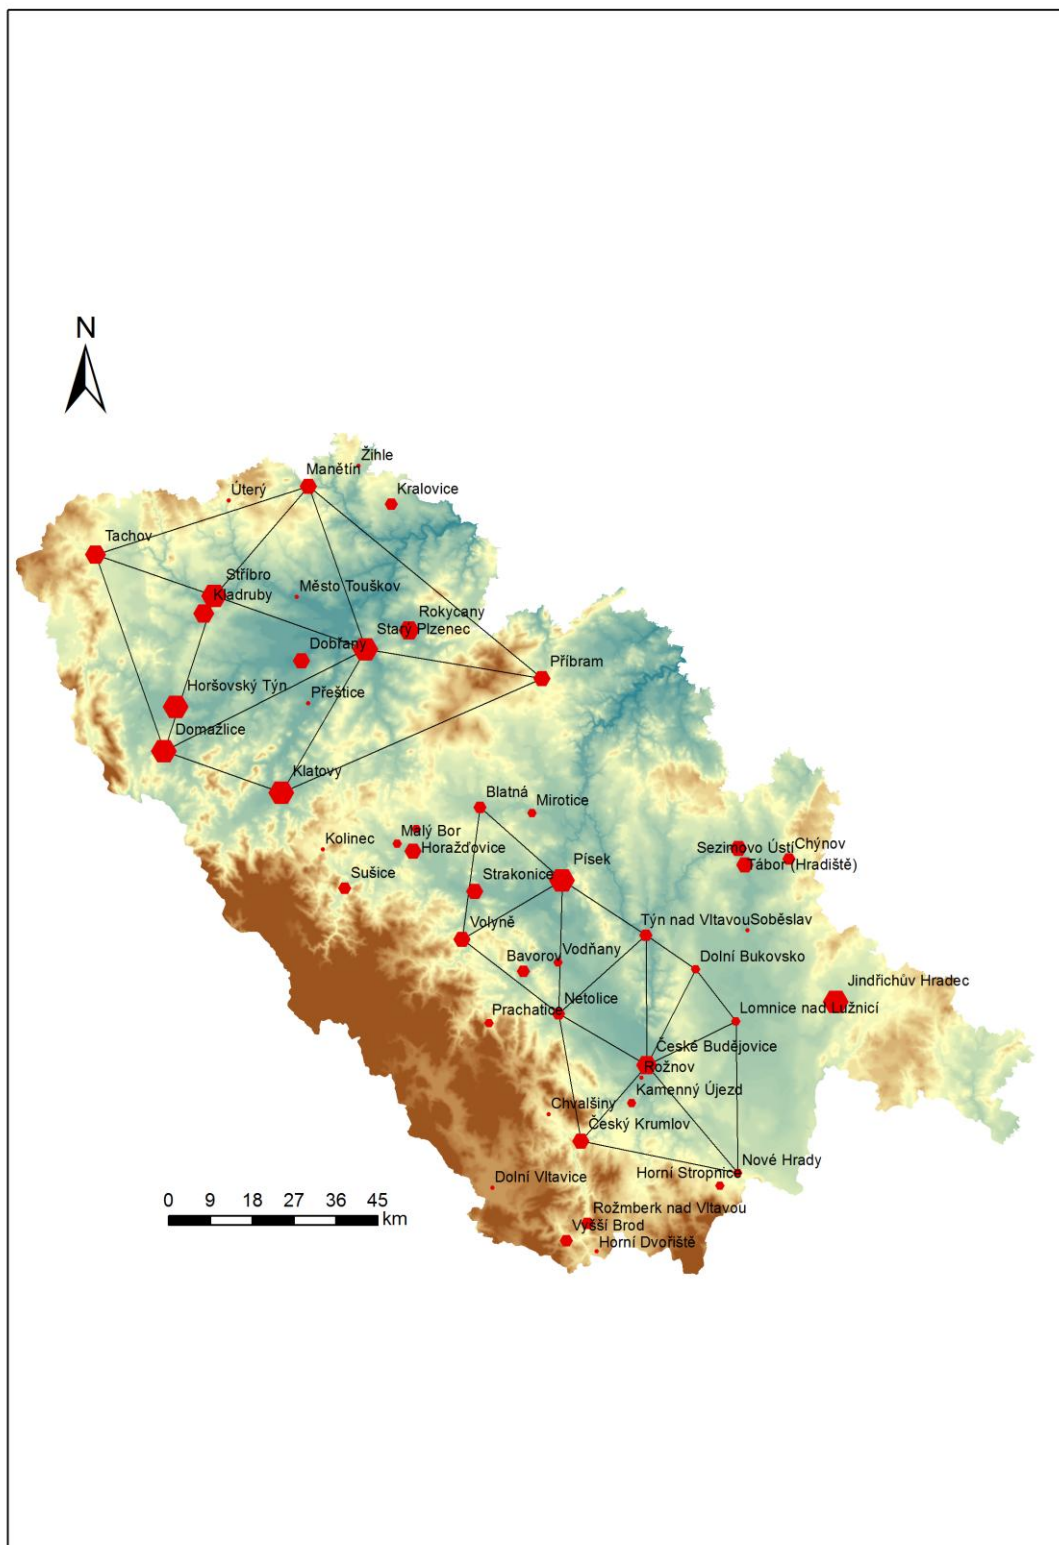 N
Žihle
Manětín
Úterý
Kralovice
Tachov
Stříbro
Kladruby
Město Touškov
Rokycany
Starý Plzenec
Dobřany
Příbram
Horšovský Týn
Přeštice
Domažlice
Klatovy
Blatná
Mirotice
Kolinec
Malý Bor
Horažďovice
Sezimovo Ústí
Chýnov
Tábor (Hradiště)
Písek
Sušice
Strakonice
Volyně
Týn nad Vltavou
Soběslav
Bavorov
Vodňany
Dolní Bukovsko
Jindřichův Hradec
Netolice
Prachatice
Lomnice nad Lužnicí
České Budějovice
Rožnov
Kamenný Újezd
Chvalšiny
Český Krumlov
Nové Hrady
Horní Stropnice
Dolní Vltavice
0 9 18 27 36 45
km
Rožmberk nad Vltavou
Vyšší Brod
Horní Dvořiště